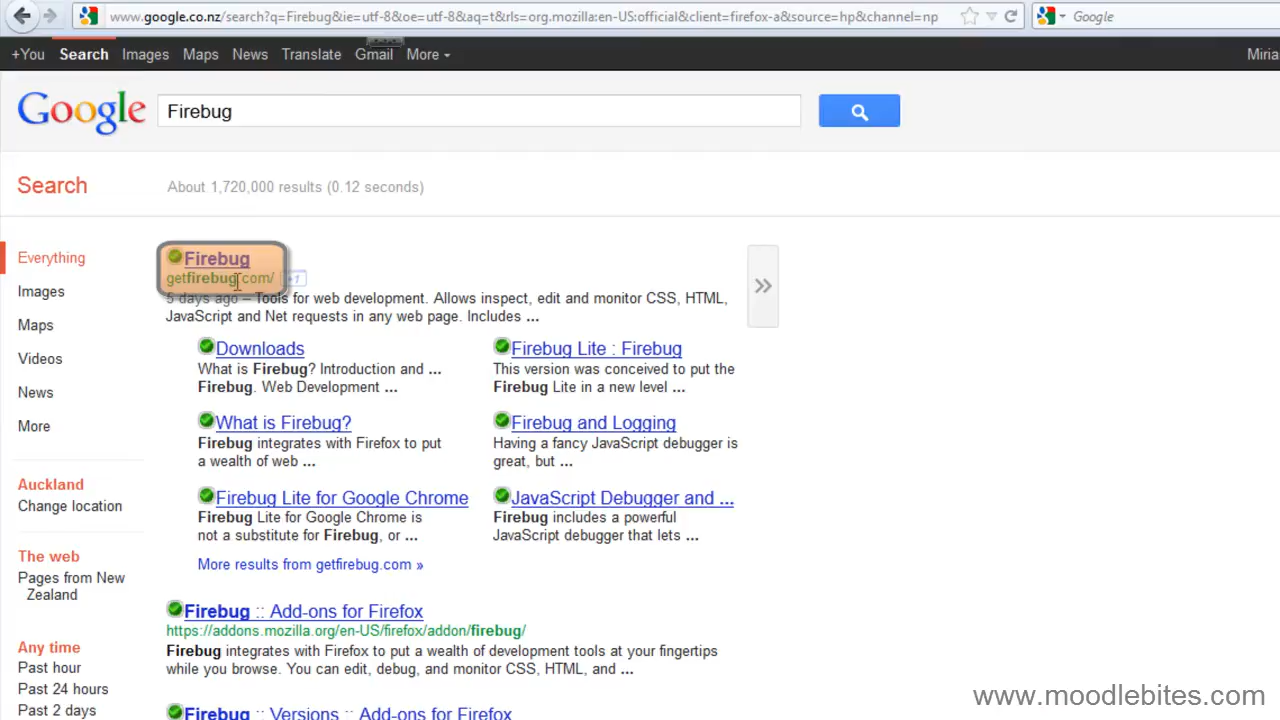 www.google.co.nz/search?q=Firebug&ie=utf-8&oe=utf-8&aq=t&rls=org.mozilla:en-US:official&client=firefox-a&source=hp&channel=np
Google
+You Search Images Maps News Translate Gmail More
Miria
Google
Firebug
Search
About 1,720,000 results (0.12 seconds)
Everything
Images
Maps
Videos
News
More
Auckland
Change location
The web
Pages from New
Zealand
Any time
Past hour
Past 24 hours
Past 2 days
Firebug
getfirebug.com/ +1
5 days ago – Tools for web development. Allows inspect, edit and monitor CSS, HTML,
JavaScript and Net requests in any web page. Includes ...
Downloads
What is Firebug? Introduction and ...
Firebug. Web Development ...
Firebug Lite : Firebug
This version was conceived to put the
Firebug Lite in a new level ...
What is Firebug?
Firebug integrates with Firefox to put
a wealth of web ...
Firebug and Logging
Having a fancy JavaScript debugger is
great, but ...
Firebug Lite for Google Chrome
Firebug Lite for Google Chrome is
not a substitute for Firebug, or ...
JavaScript Debugger and ...
Firebug includes a powerful
JavaScript debugger that lets ...
More results from getfirebug.com »
Firebug :: Add-ons for Firefox
https://addons.mozilla.org/en-US/firefox/addon/firebug/
Firebug integrates with Firefox to put a wealth of development tools at your fingertips
while you browse. You can edit, debug, and monitor CSS, HTML, and ...
Firebug :: Versions :: Add-ons for Firefox
www.moodlebites.com